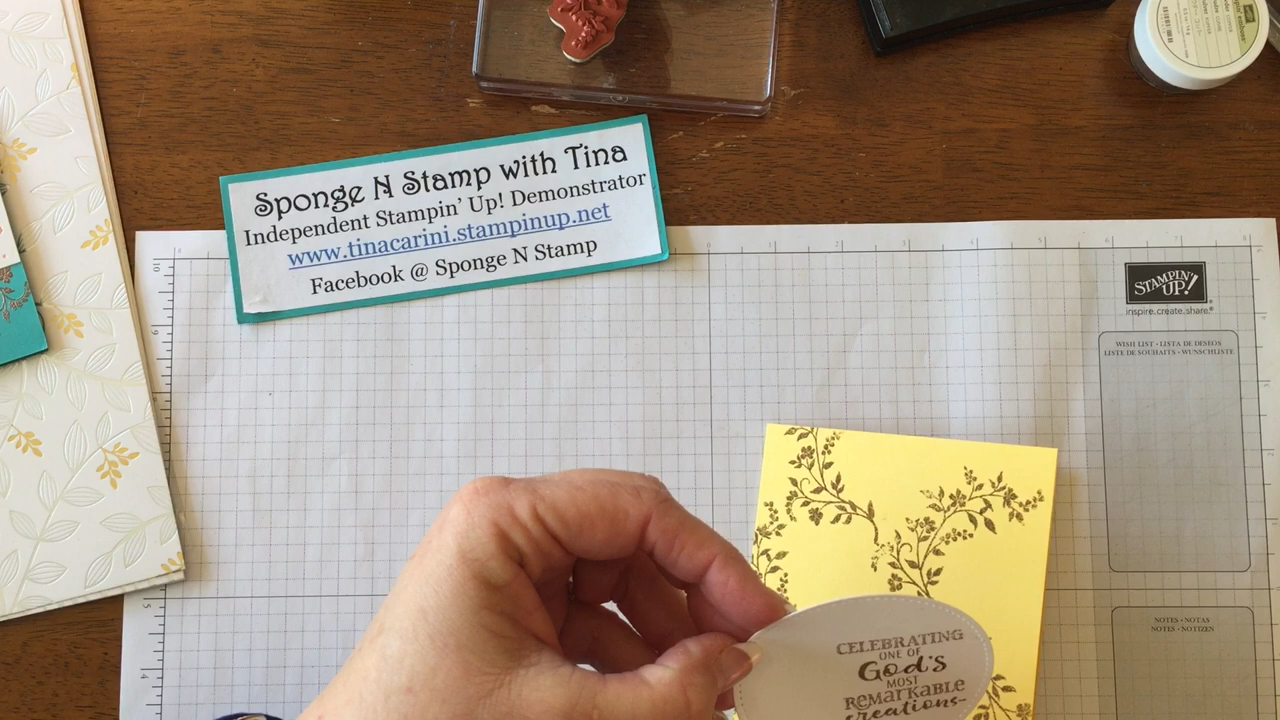 Sponge N Stamp with Tina
Independent Stampin' Up! Demonstrator
www.tinacarini.stampinup.net
Facebook @ Sponge N Stamp
STAMPIN' UP!®
inspire.create.share.®
WISH LIST • LISTA DE DESEOS
LISTE DE SOUHAITS • WUNSCHLISTE
NOTES • NOTAS
NOTES • NOTIZEN
CELEBRATING
ONE OF
God's
MOST
REMARKABLE
creations-